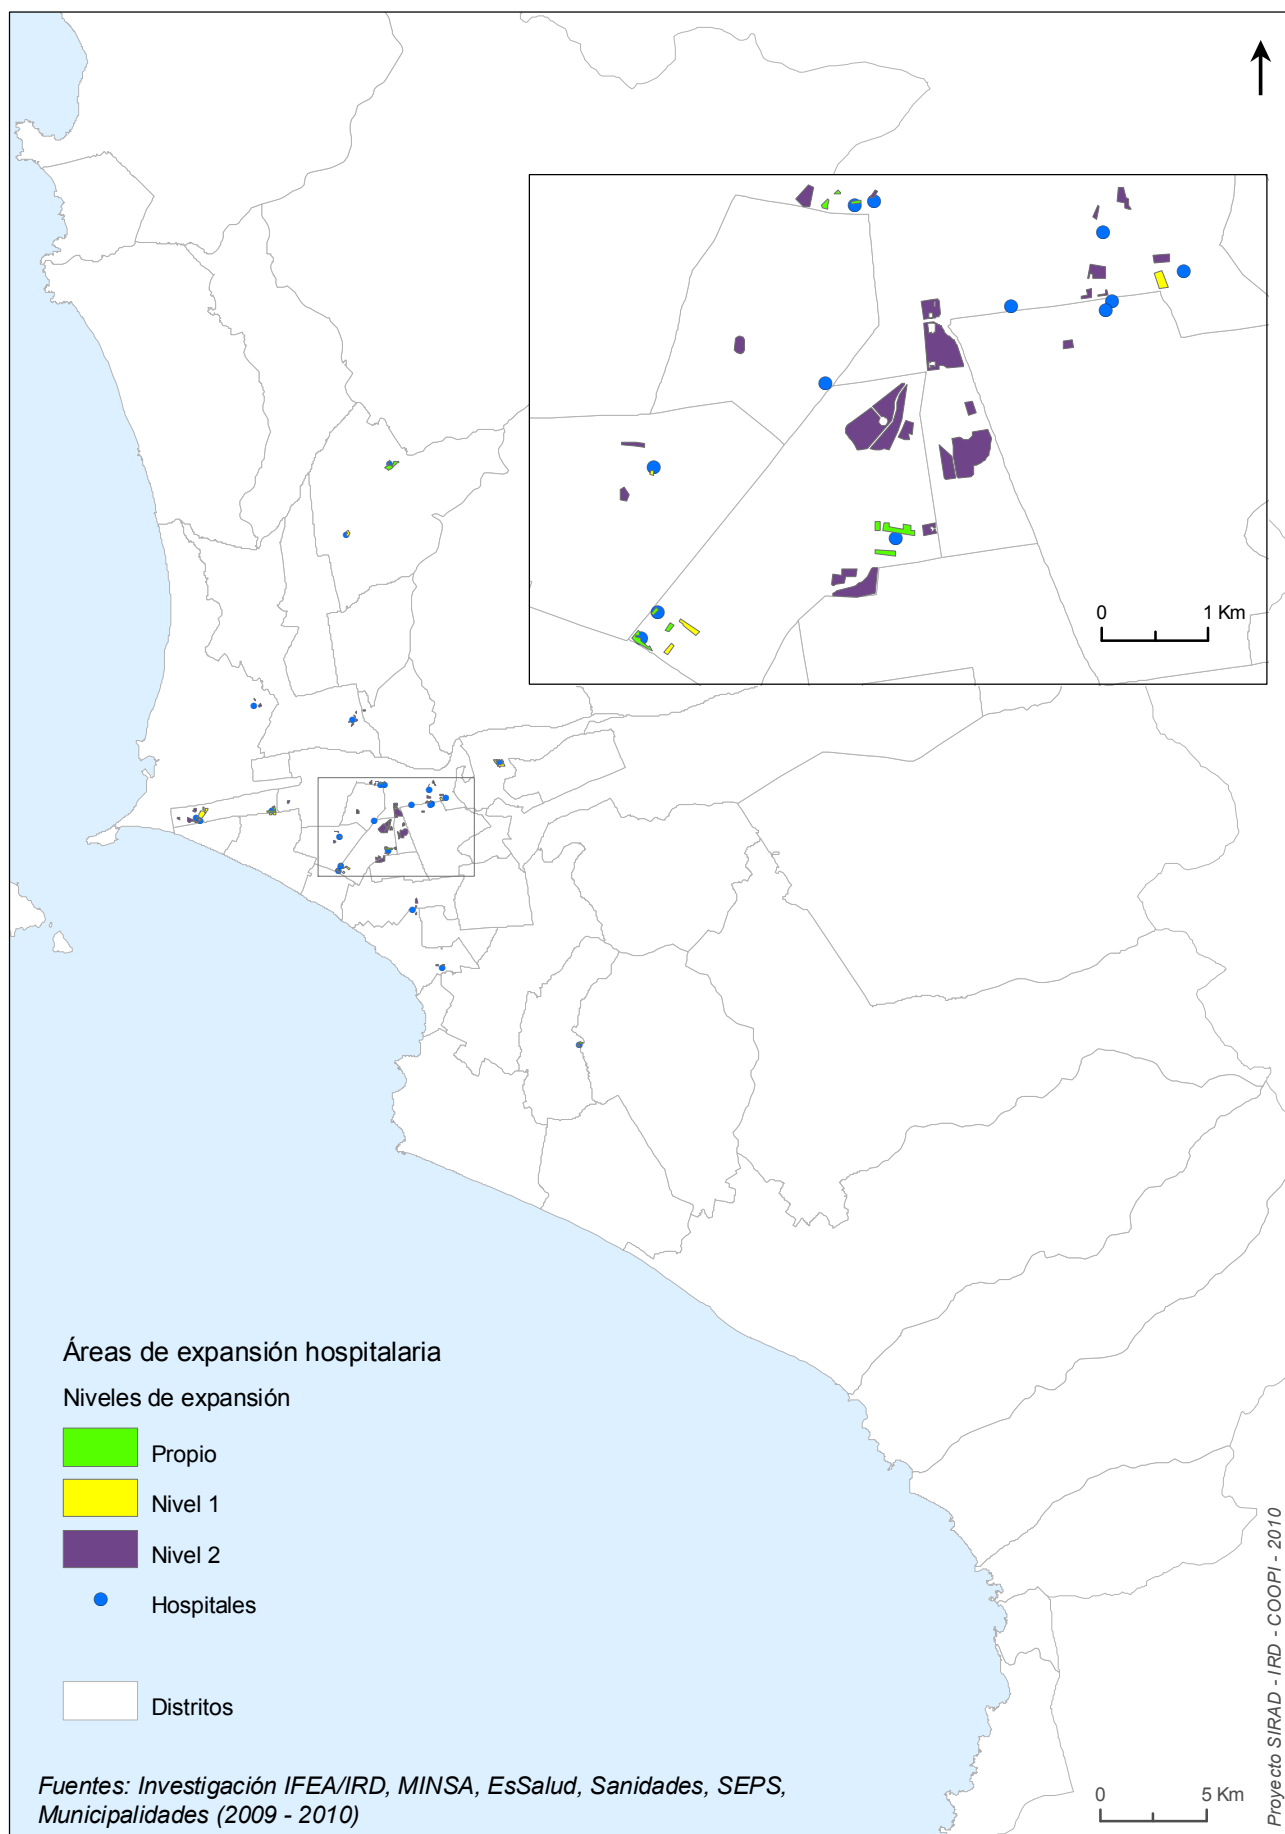 0 1 Km
Áreas de expansión hospitalaria
Niveles de expansión
Propio
Nivel 1
Nivel 2
Hospitales
Distritos
Fuentes: Investigación IFEA/IRD, MINSA, EsSalud, Sanidades, SEPS,
Municipalidades (2009 - 2010)
0 5 Km
Proyecto SIRAD - IRD - COOPI - 2010